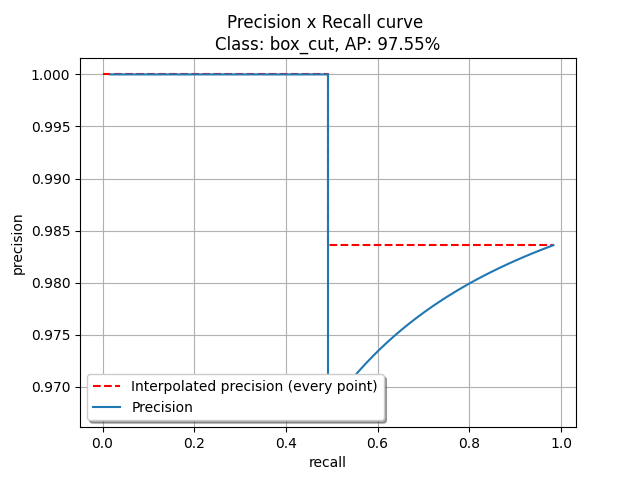 Precision x Recall curve
Class: box_cut, AP: 97.55%
1.000
0.995
0.990
0.985
0.980
0.975
0.970
precision
Interpolated precision (every point)
Precision
0.0 0.2 0.4 0.6 0.8 1.0
recall